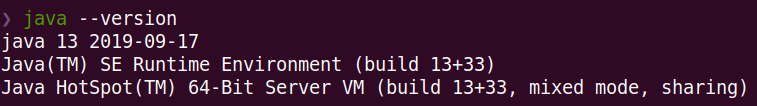 ❯ java --version
java 13 2019-09-17
Java(TM) SE Runtime Environment (build 13+33)
Java HotSpot(TM) 64-Bit Server VM (build 13+33, mixed mode, sharing)